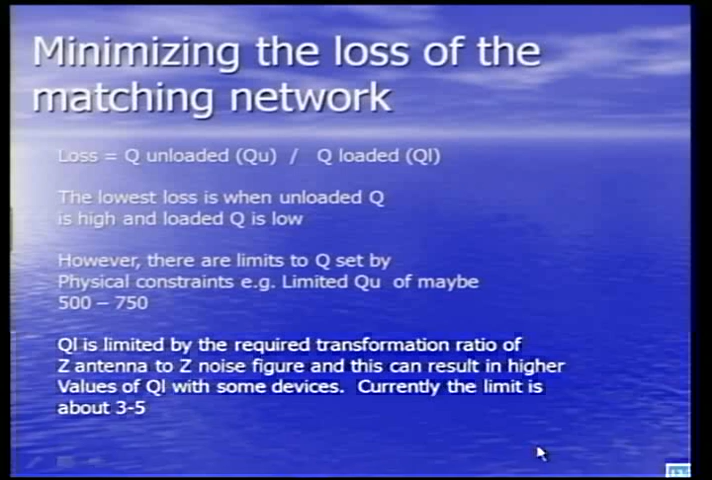 Minimizing the loss of the
matching network
Loss = Q unloaded (Qu) / Q loaded (Ql)
The lowest loss is when unloaded Q
is high and loaded Q is low
However, there are limits to Q set by
Physical constraints e.g. Limited Qu of maybe
500 – 750
Ql is limited by the required transformation ratio of
Z antenna to Z noise figure and this can result in higher
Values of Ql with some devices. Currently the limit is
about 3-5